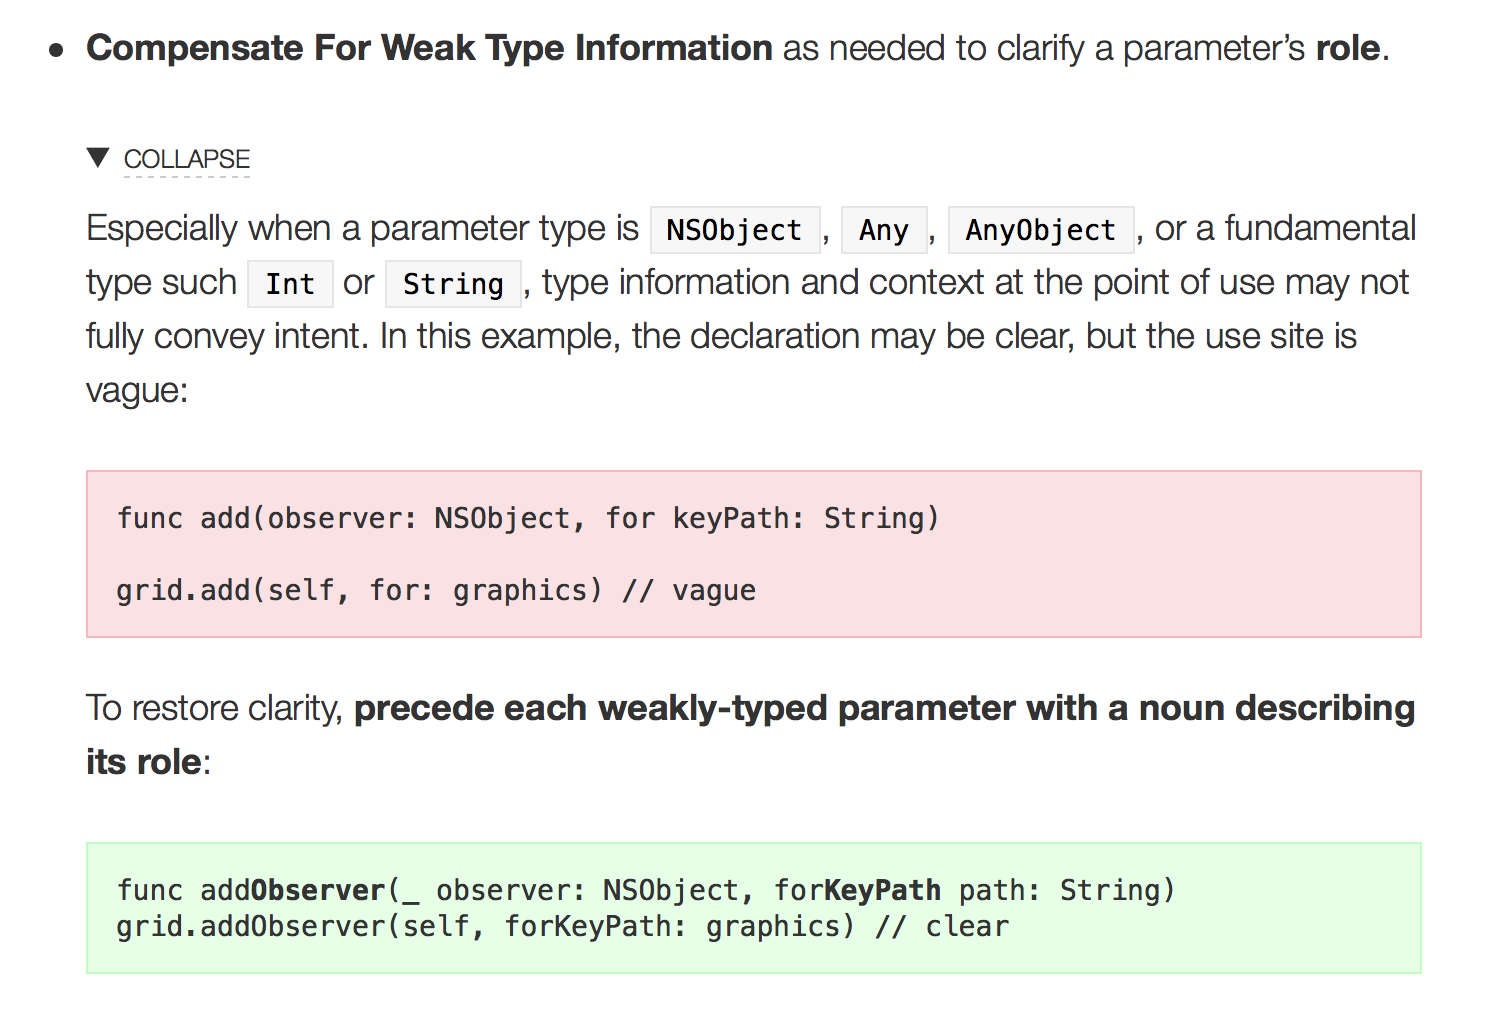 • Compensate For Weak Type Information as needed to clarify a parameter’s role.
▼ COLLAPSE
Especially when a parameter type is NSObject, Any, AnyObject, or a fundamental
type such Int or String, type information and context at the point of use may not
fully convey intent. In this example, the declaration may be clear, but the use site is
vague:
func add(observer: NSObject, for keyPath: String)
grid.add(self, for: graphics) // vague
To restore clarity, precede each weakly-typed parameter with a noun describing
its role:
func addObserver(_ observer: NSObject, forKeyPath path: String)
grid.addObserver(self, forKeyPath: graphics) // clear